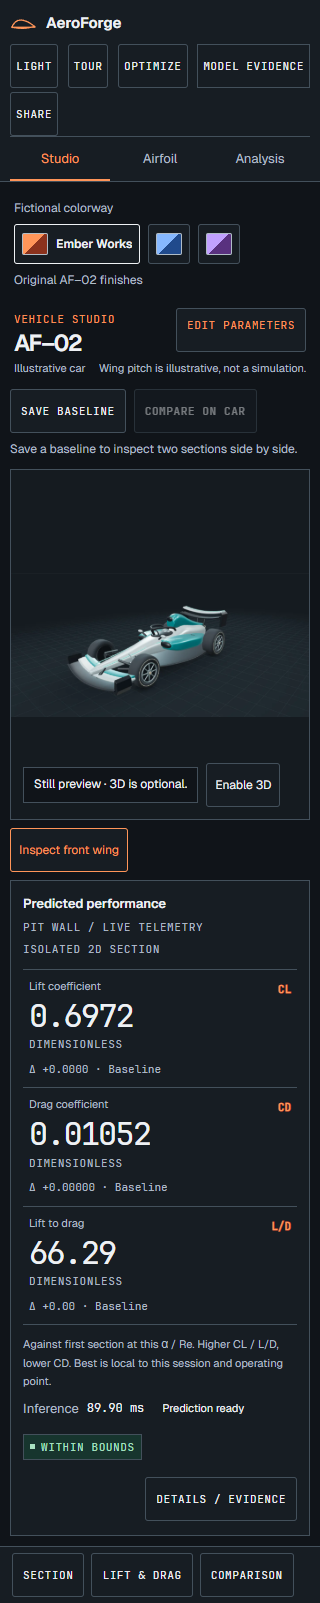 AeroForge
LIGHT TOUR OPTIMIZE MODEL EVIDENCE
SHARE
Studio Airfoil Analysis
Fictional colorway
Ember Works
Original AF–02 finishes
VEHICLE STUDIO
AF–02
EDIT PARAMETERS
Illustrative car Wing pitch is illustrative, not a simulation.
SAVE BASELINE COMPARE ON CAR
Save a baseline to inspect two sections side by side.
Still preview · 3D is optional. Enable 3D
Inspect front wing
Predicted performance
PIT WALL / LIVE TELEMETRY
ISOLATED 2D SECTION
Lift coefficient CL
0.6972
DIMENSIONLESS
Δ +0.0000 · Baseline
Drag coefficient CD
0.01052
DIMENSIONLESS
Δ +0.00000 · Baseline
Lift to drag L/D
66.29
DIMENSIONLESS
Δ +0.00 · Baseline
Against first section at this α / Re. Higher CL / L/D,
lower CD. Best is local to this session and operating
point.
Inference 89.90 ms Prediction ready
WITHIN BOUNDS
DETAILS / EVIDENCE
SECTION LIFT & DRAG COMPARISON